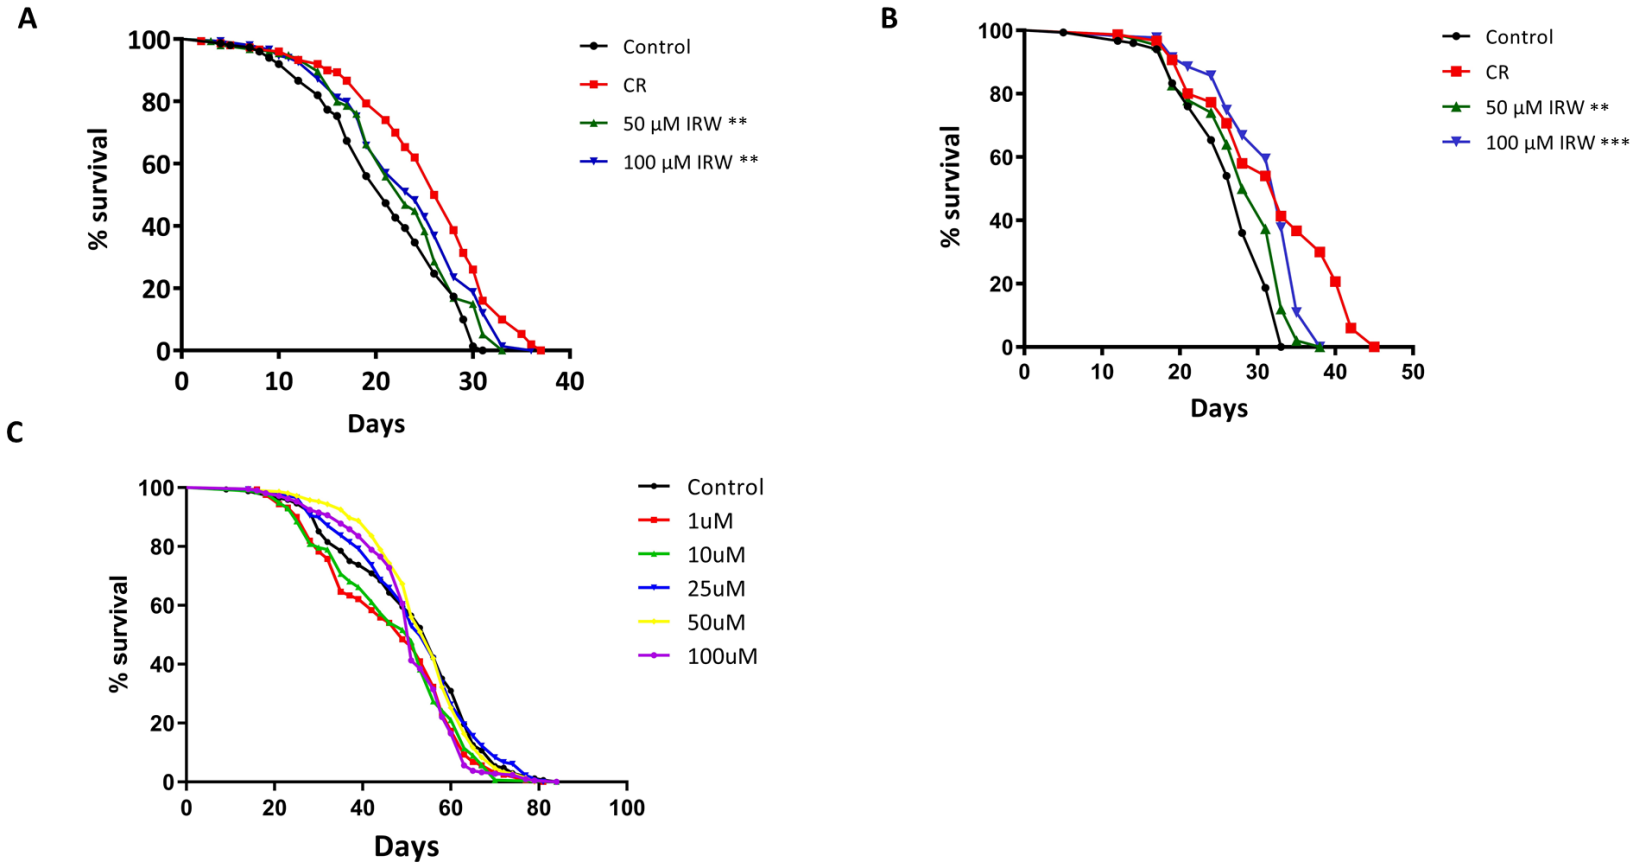 A
% survival
100
80
60
40
20
0
0 10 20 30 40
Days
Control
CR
50 µM IRW **
100 µM IRW **
B
% survival
100
80
60
40
20
0
0 10 20 30 40 50
Days
Control
CR
50 µM IRW **
100 µM IRW ***
C
% survival
100
80
60
40
20
0
0 20 40 60 80 100
Days
Control
1uM
10uM
25uM
50uM
100uM